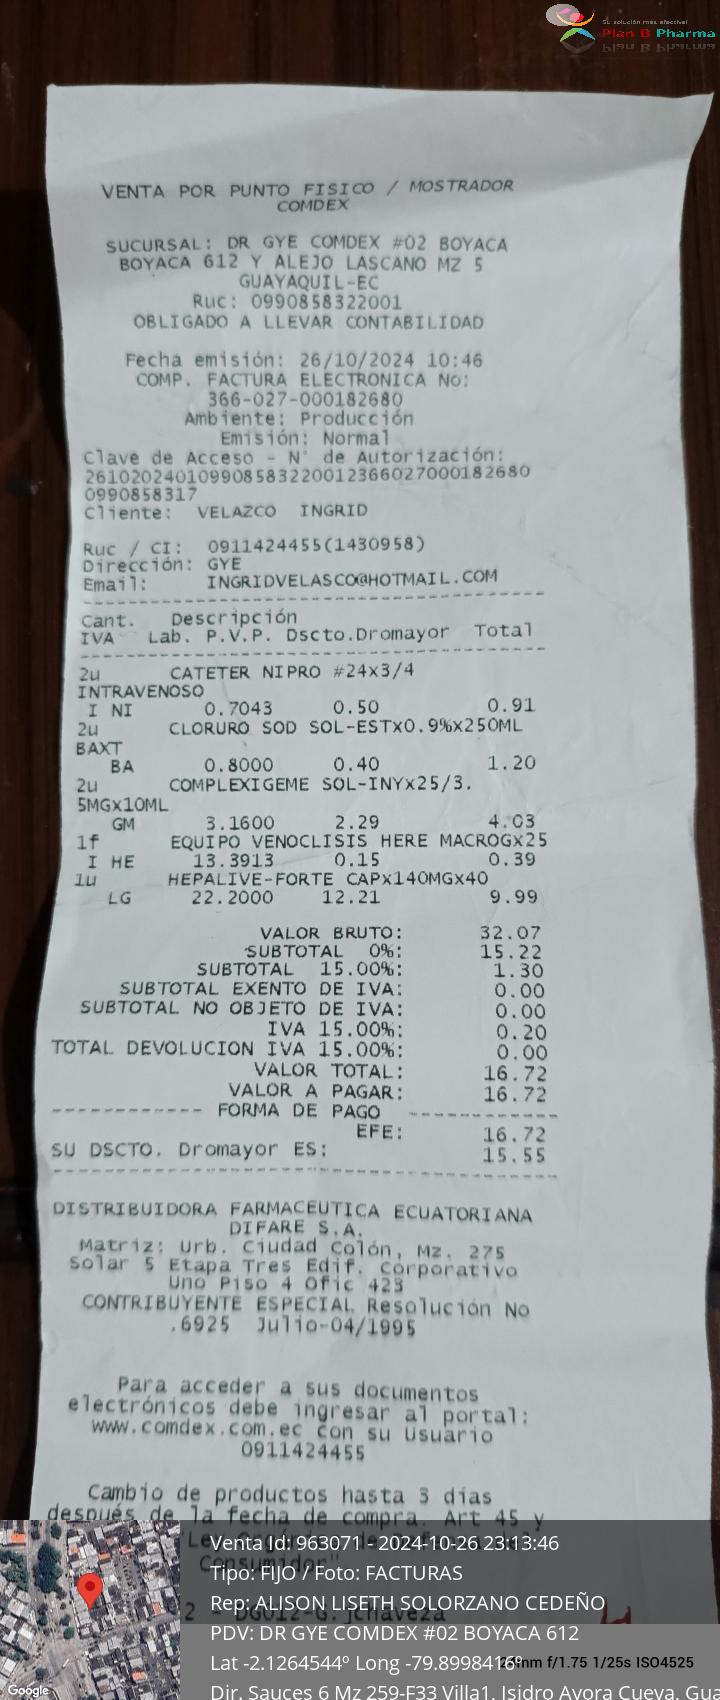 SU solución más efectiva!
Plan B Pharma
VENTA POR PUNTO FISICO / MOSTRADOR
COMDEX
SUCURSAL: DR GYE COMDEX #02 BOYACA
BOYACA 612 Y ALEJO LASCANO MZ 5
GUAYAQUIL-EC
Ruc: 0990858322001
OBLIGADO A LLEVAR CONTABILIDAD
Fecha emisión: 26/10/2024 10:46
COMP. FACTURA ELECTRONICA No:
366-027-000182680
Ambiente: Producción
Emisión: Normal
Clave de Acceso - N° de Autorización:
261020240109908583220012366027000182680
0990858317
Cliente: VELAZCO INGRID
Ruc / CI: 0911424455(1430958)
Dirección: GYE
Email: INGRIDVELASCO@HOTMAIL.COM
Cant. Descripción
IVA Lab. P.V.P. Dscto.Dromayor Total
2u CATETER NIPRO #24x3/4
INTRAVENOSO
I NI 0.7043 0.50 0.91
2u CLORURO SOD SOL-ESTx0.9%x250ML
BAXT
BA 0.8000 0.40 1.20
2u COMPLEXIGEME SOL-INYx25/3.
5MGx10ML
GM 3.1600 2.29 4.03
1f EQUIPO VENOCLISIS HERE MACROGx25
I HE 13.3913 0.15 0.39
1u HEPALIVE-FORTE CAPx140MGx40
LG 22.2000 12.21 9.99
VALOR BRUTO: 32.07
SUBTOTAL 0%: 15.22
SUBTOTAL 15.00%: 1.30
SUBTOTAL EXENTO DE IVA: 0.00
SUBTOTAL NO OBJETO DE IVA: 0.00
IVA 15.00%: 0.20
TOTAL DEVOLUCION IVA 15.00%: 0.00
VALOR TOTAL: 16.72
VALOR A PAGAR: 16.72
------------ FORMA DE PAGO -------------
EFE: 16.72
SU DSCTO. Dromayor ES: 15.55
DISTRIBUIDORA FARMACEUTICA ECUATORIANA
DIFARE S.A.
Matriz: Urb. Ciudad Colón, Mz. 275
Solar 5 Etapa Tres Edif. Corporativo
Uno Piso 4 Ofic 423
CONTRIBUYENTE ESPECIAL Resolución No
.6925 Julio-04/1995
Para acceder a sus documentos
electrónicos debe ingresar al portal:
www.comdex.com.ec con su Usuario
0911424455
Cambio de productos hasta 3 días
después de la fecha de compra. Art 45 y
Consumidor"
Venta Id: 963071 - 2024-10-26 23:13:46
Tipo: FIJO / Foto: FACTURAS
Rep: ALISON LISETH SOLORZANO CEDEÑO
PDV: DR GYE COMDEX #02 BOYACA 612
Lat -2.1264544º Long -79.8998416º
24mm f/1.75 1/25s ISO4525
Dir. Sauces 6 Mz 259-F33 Villa1, Isidro Ayora Cueva, Gua
Google